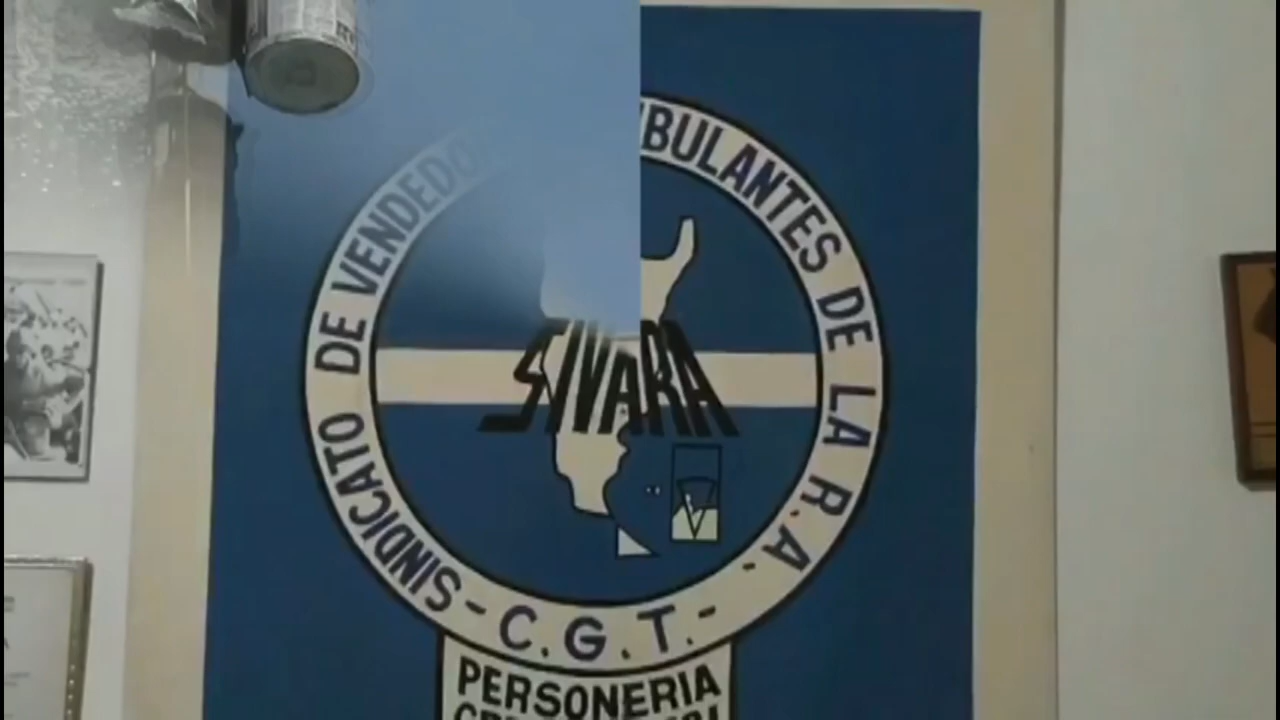 SINDICATO DE VENDEDO BULANTES DE LA R.A.
- C.G.T. -
SIVARA
PERSONERIA